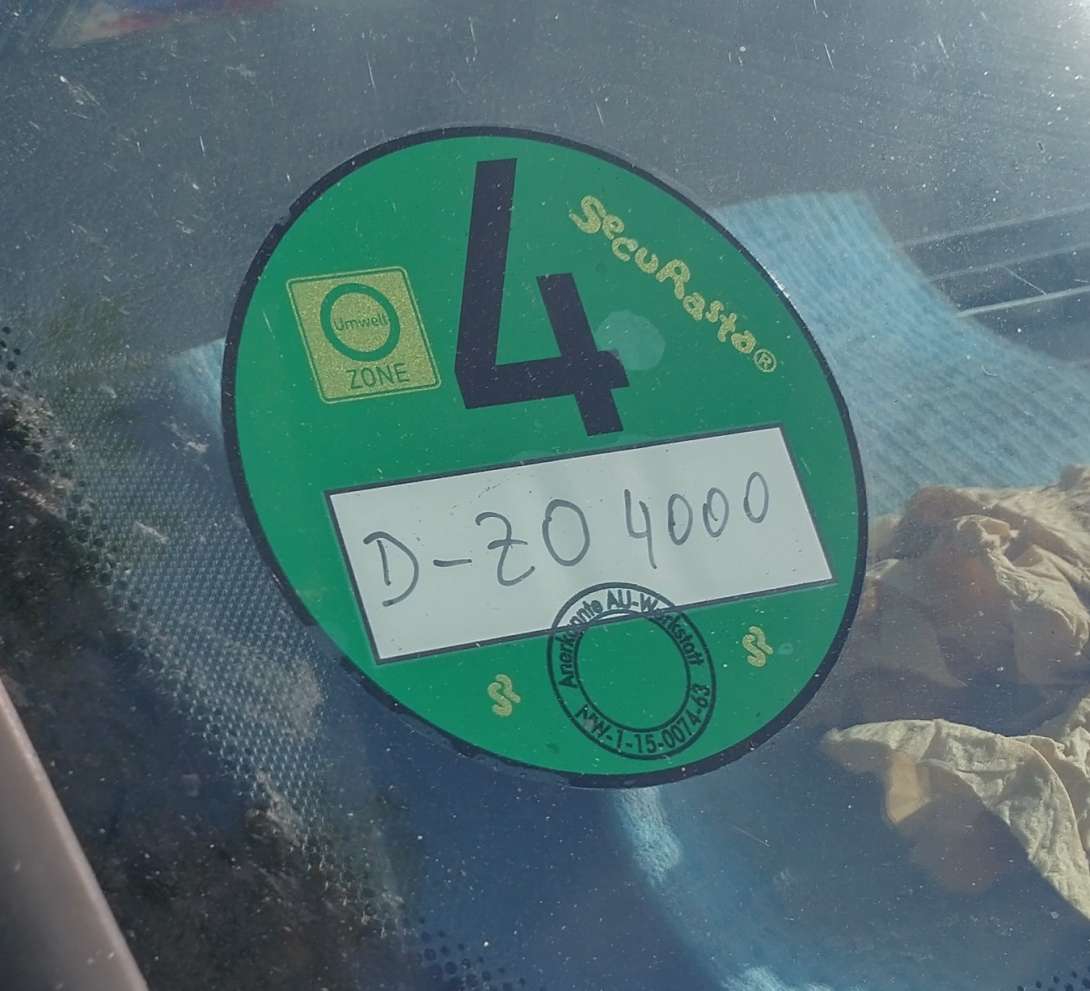 4
SecuRasta®
Umwelt
ZONE
D-ZO 4000
Anerkannte AU-Werkstatt
NW-1-15-0074-63